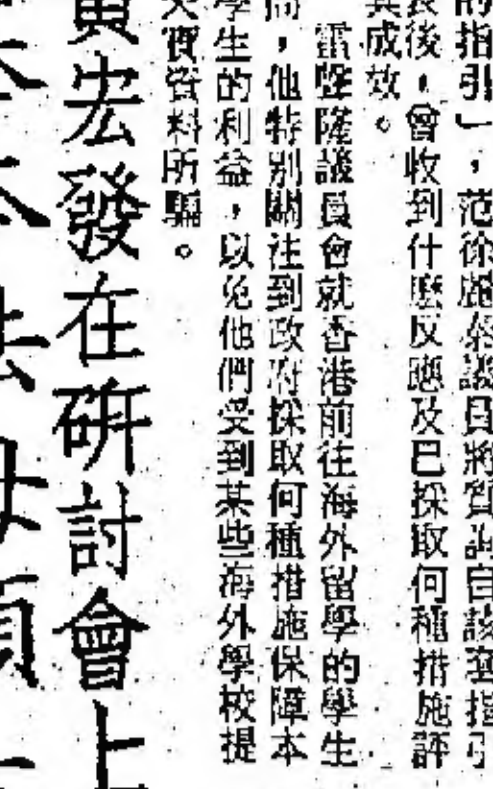 的指引」，范徐麗泰議員將質詢自該套指引
表後，曾收到什麼反應及已採取何種措施評
其成效。
雷聲隆議員會就香港前往海外留學的學生
問，他特別關注到政府採取何種措施保障本
學生的利益，以免他們受到某些海外學校提
失實資料所騙。
黃宏發在研討會上